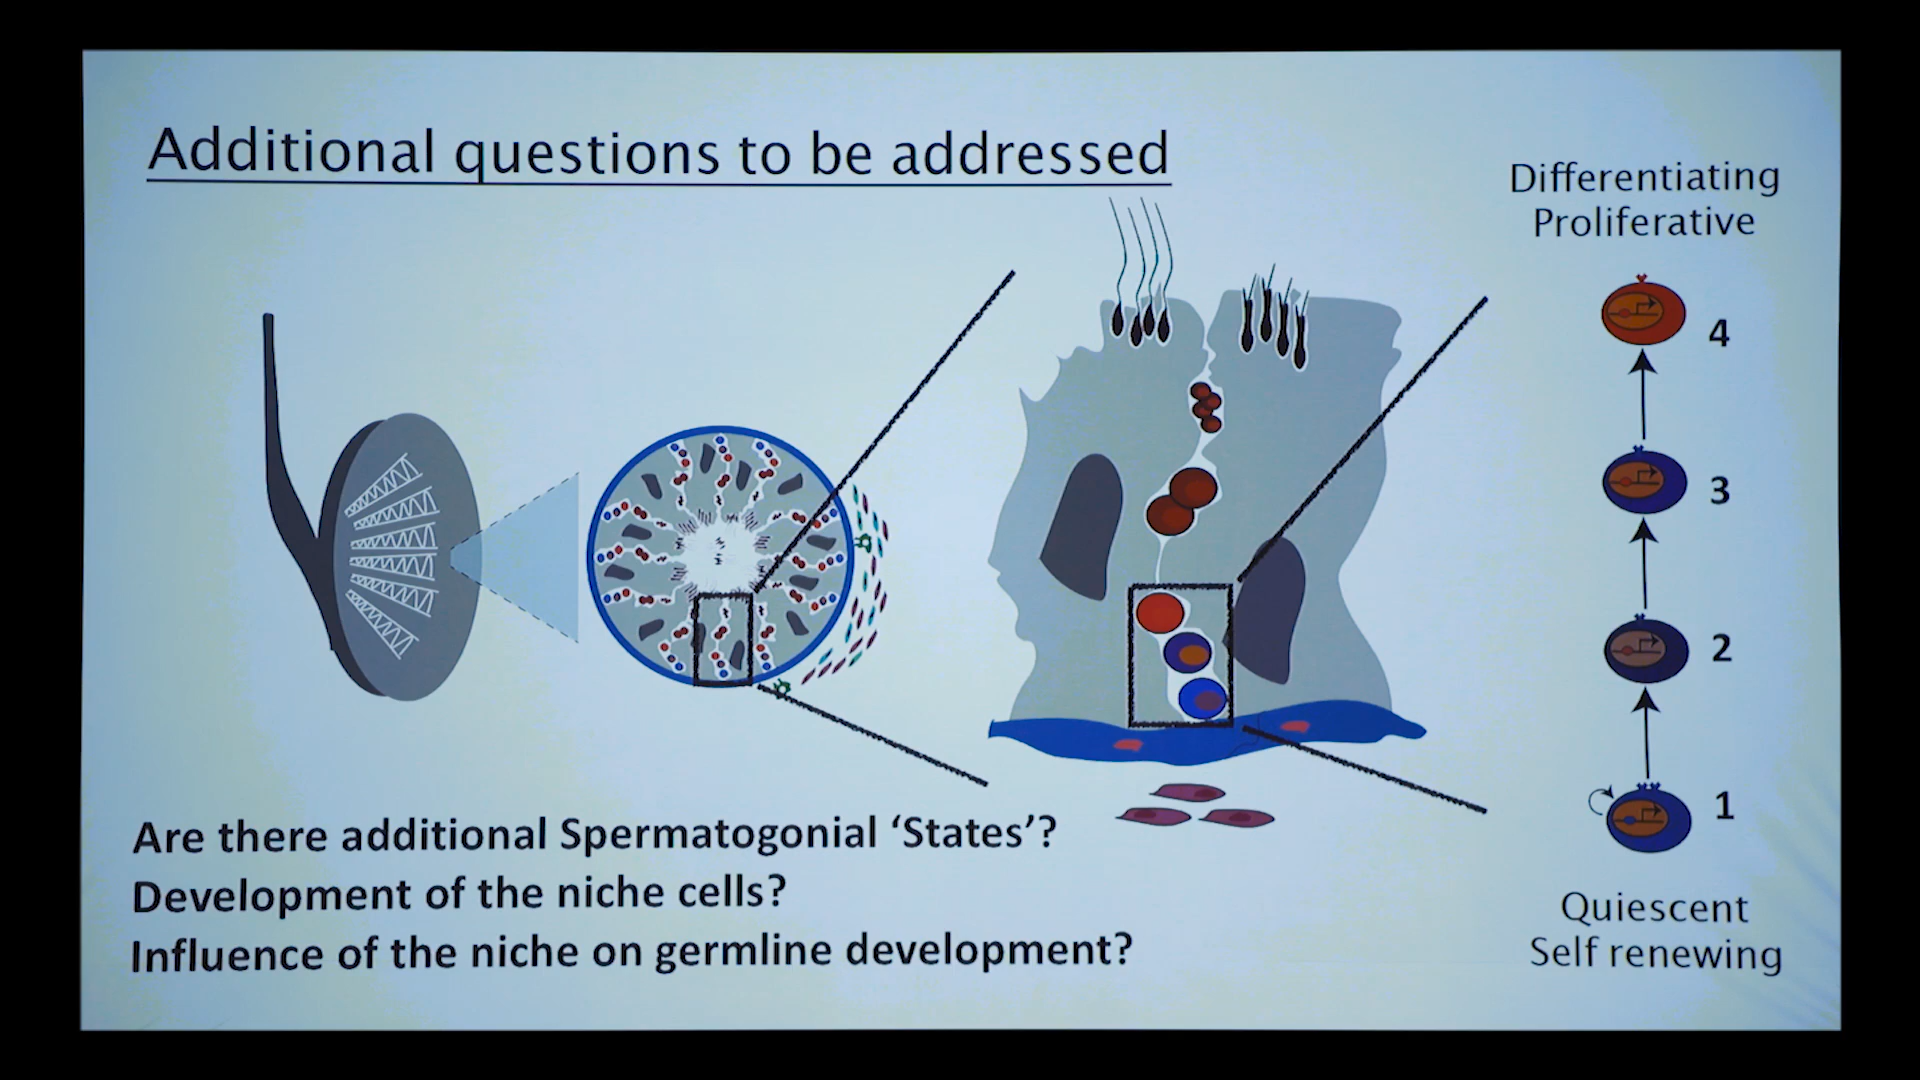 Additional questions to be addressed
Differentiating
Proliferative
4
3
2
1
Quiescent
Self renewing
Are there additional Spermatogonial ‘States’?
Development of the niche cells?
Influence of the niche on germline development?